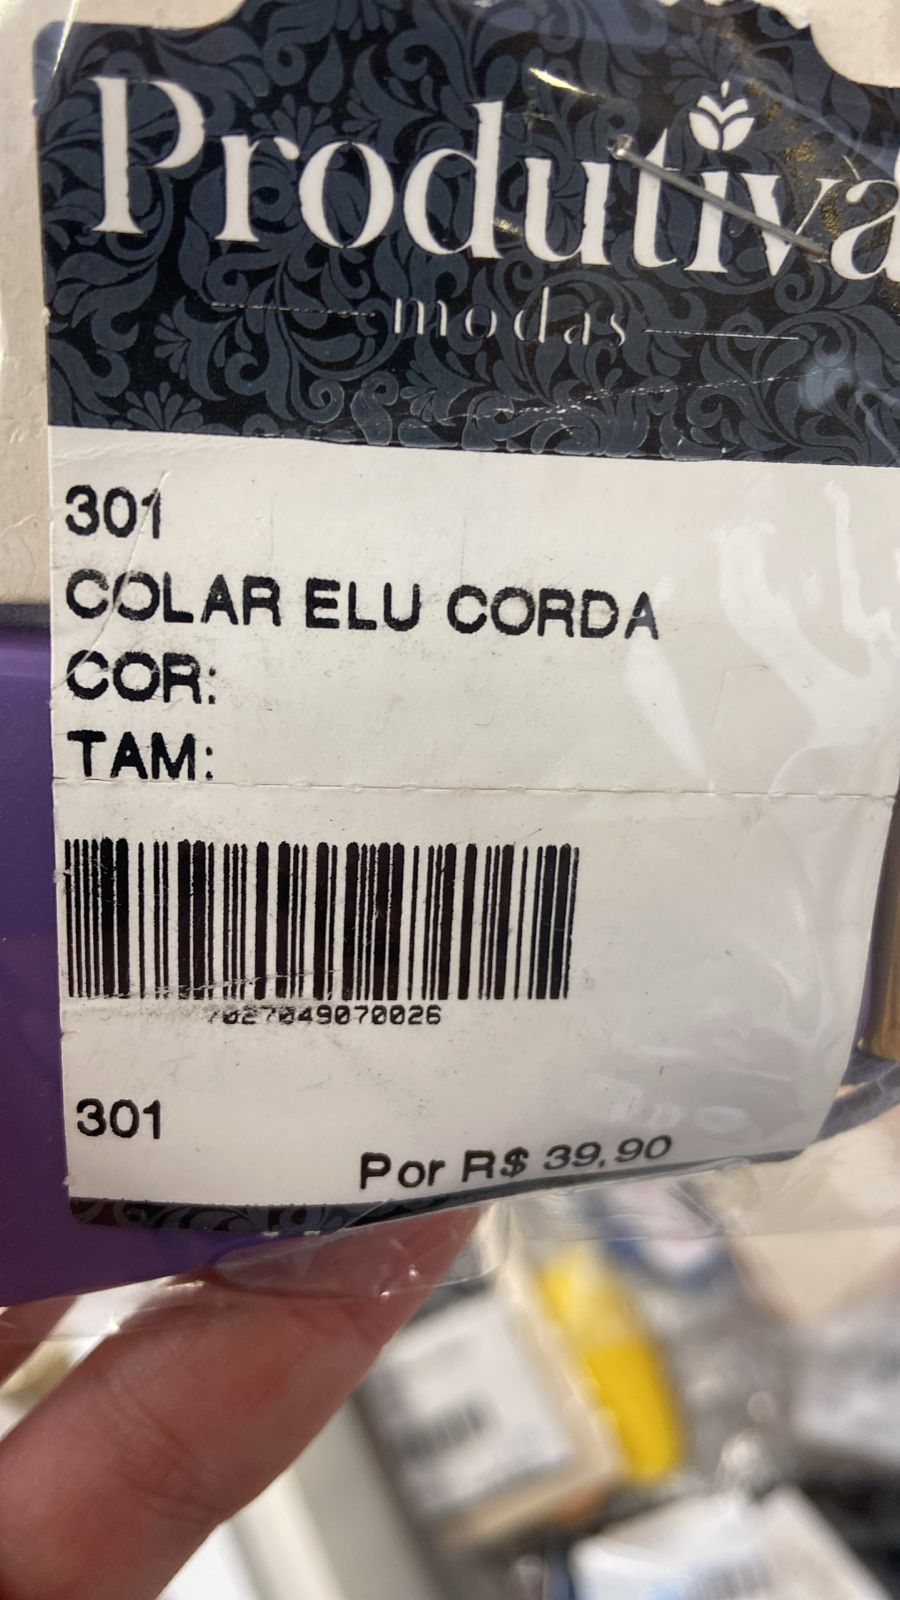 Produtiva
modas
301
COLAR ELU CORDA
COR:
TAM:
7027049070026
301
Por R$ 39,90